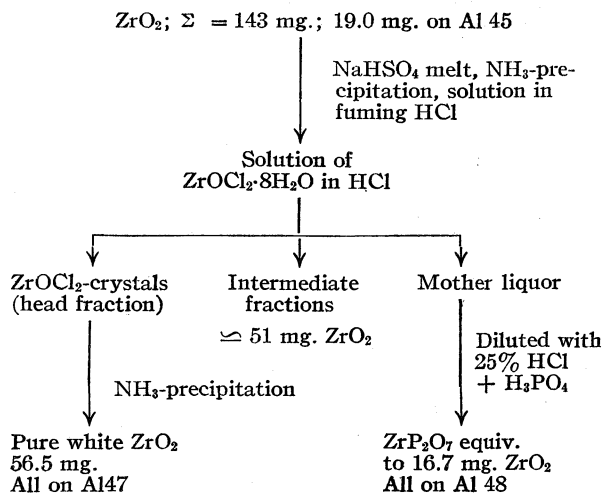 ZrO₂; Σ = 143 mg.; 19.0 mg. on Al 45
NaHSO₄ melt, NH₃-pre-
cipitation, solution in
fuming HCl
Solution of
ZrOCl₂·8H₂O in HCl
ZrOCl₂-crystals
(head fraction)
Intermediate
fractions
≃ 51 mg. ZrO₂
Mother liquor
NH₃-precipitation
Diluted with
25% HCl
+ H₃PO₄
Pure white ZrO₂
56.5 mg.
All on Al47
ZrP₂O₇ equiv.
to 16.7 mg. ZrO₂
All on Al 48